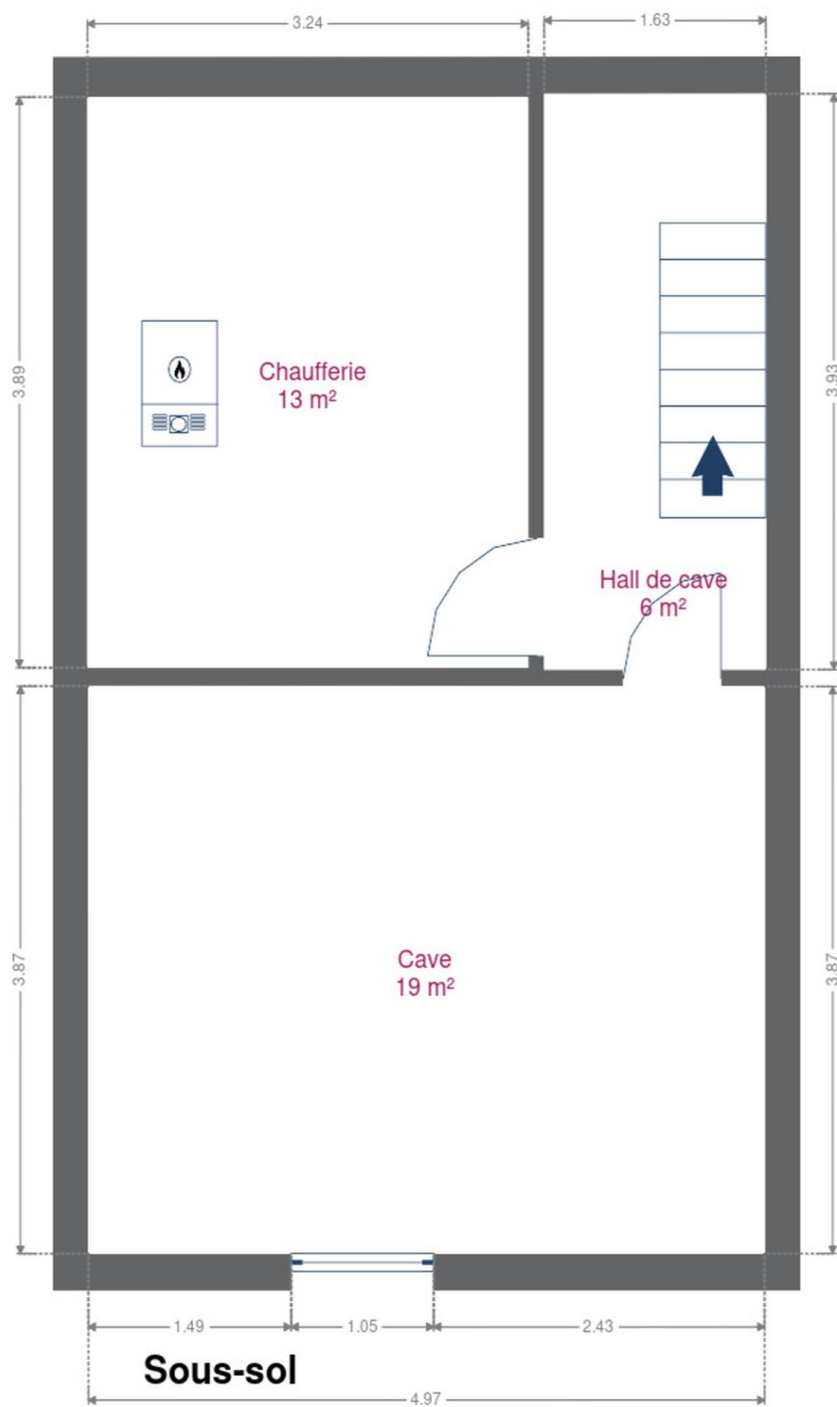 3.24
1.63
3.89
3.93
Chaufferie
13 m²
Hall de cave
6 m²
3.87
3.87
Cave
19 m²
1.49
1.05
2.43
Sous-sol
4.97